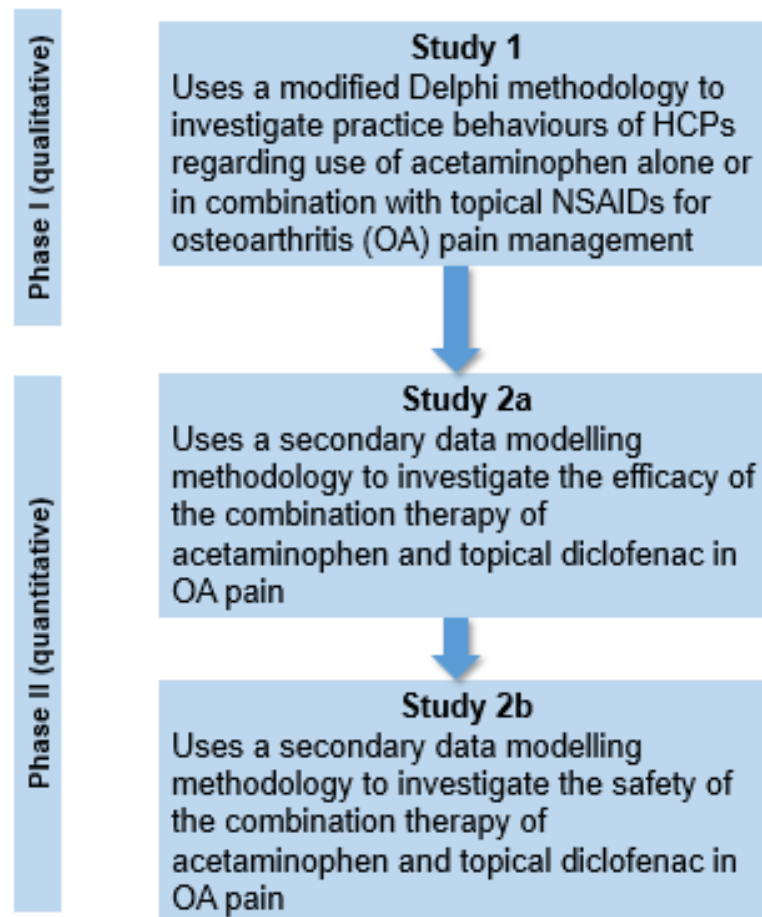 Phase I (qualitative)
Study 1
Uses a modified Delphi methodology to
investigate practice behaviours of HCPs
regarding use of acetaminophen alone or
in combination with topical NSAIDs for
osteoarthritis (OA) pain management
Phase II (quantitative)
Study 2a
Uses a secondary data modelling
methodology to investigate the efficacy of
the combination therapy of
acetaminophen and topical diclofenac in
OA pain
Study 2b
Uses a secondary data modelling
methodology to investigate the safety of
the combination therapy of
acetaminophen and topical diclofenac in
OA pain